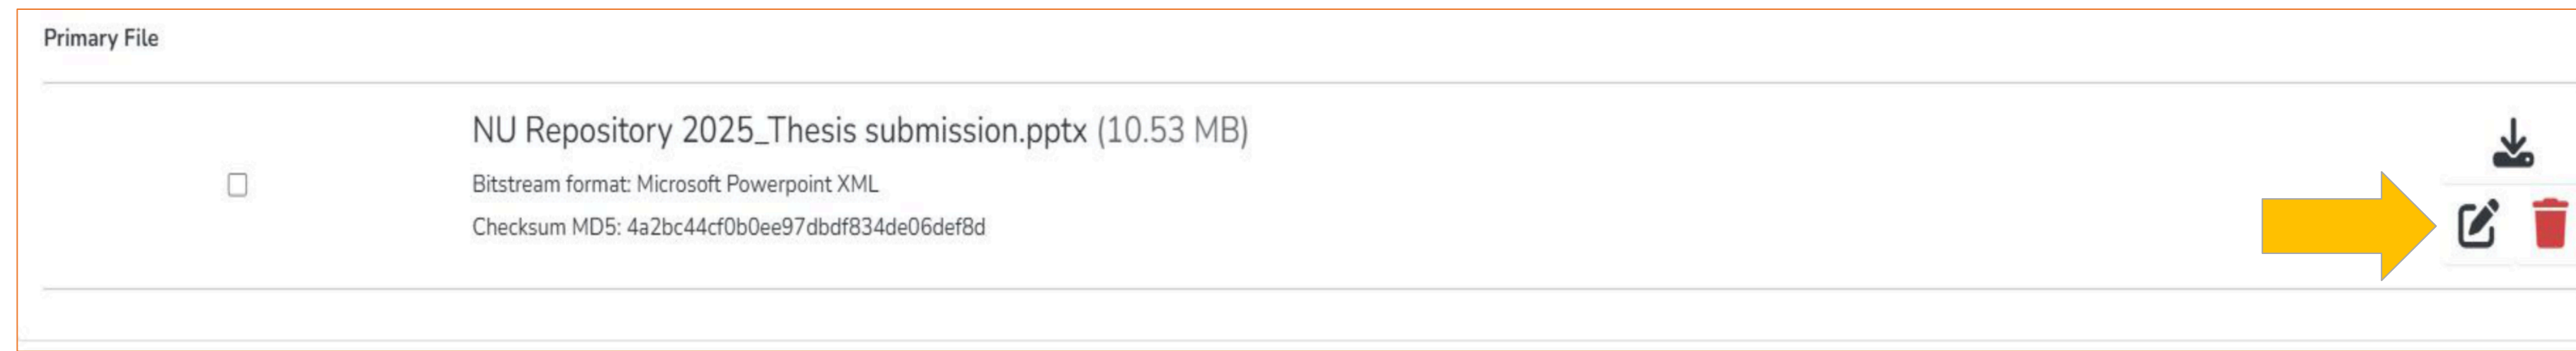 Primary File
NU Repository 2025_Thesis submission.pptx (10.53 MB)
Bitstream format: Microsoft Powerpoint XML
Checksum MD5: 4a2bc44cf0b0ee97dbdf834de06def8d